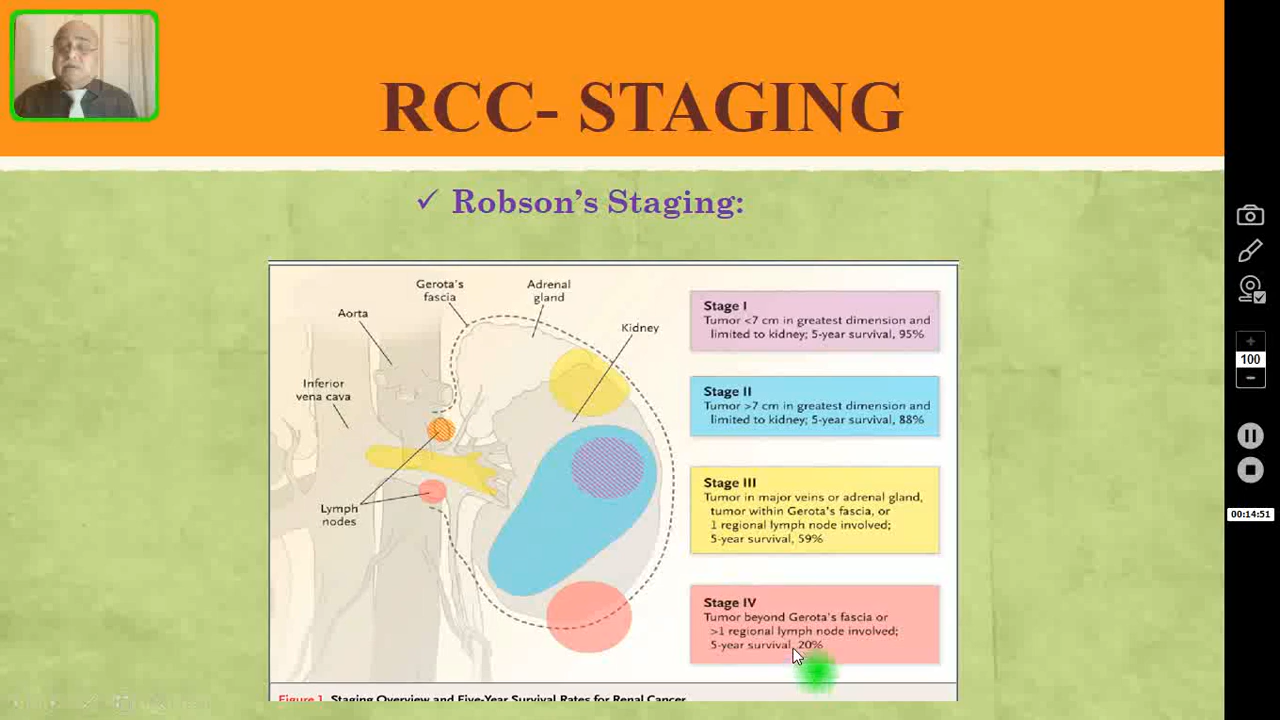 RCC- STAGING
✓ Robson's Staging:
Gerota's
fascia
Adrenal
gland
Aorta
Kidney
Inferior
vena cava
Lymph
nodes
Stage I
Tumor <7 cm in greatest dimension and
limited to kidney; 5-year survival, 95%
Stage II
Tumor >7 cm in greatest dimension and
limited to kidney; 5-year survival, 88%
Stage III
Tumor in major veins or adrenal gland,
tumor within Gerota's fascia, or
1 regional lymph node involved;
5-year survival, 59%
Stage IV
Tumor beyond Gerota's fascia or
>1 regional lymph node involved;
5-year survival, 20%
Figure 1. Staging Overview and Five-Year Survival Rates for Renal Cancer
100
00:14:51